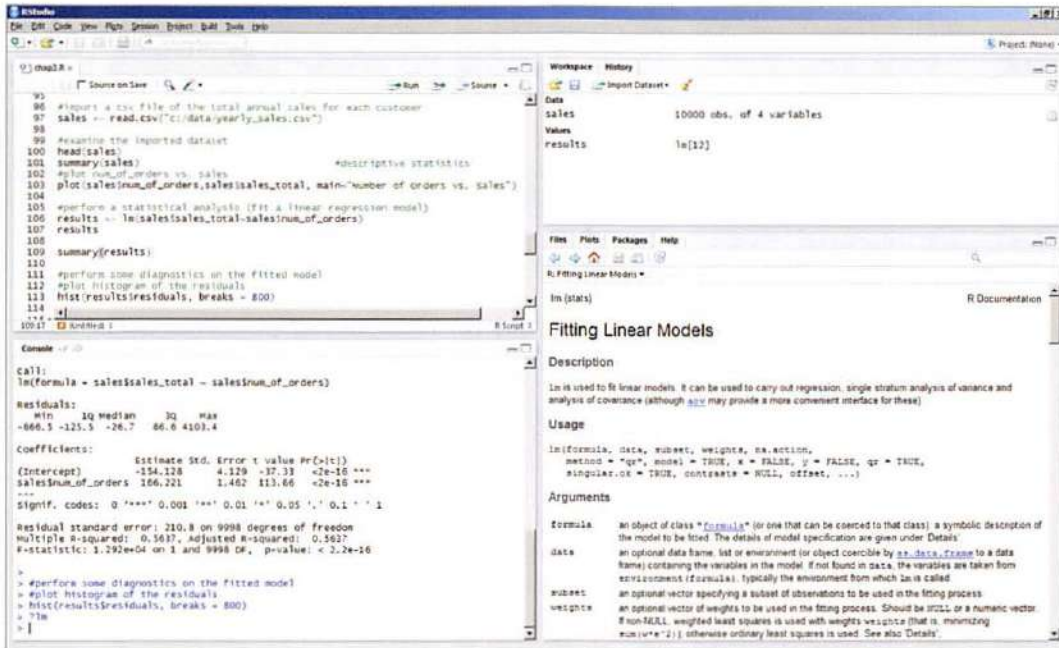 RStudio
File Edit Code View Plots Session Project Build Tools Help
Project: (None)
chap3.R ×
Source on Save
Run
Source
95
96 #import a csv file of the total annual sales for each customer
97 sales <- read.csv("c:/data/yearly_sales.csv")
98
99 #examine the imported dataset
100 head(sales)
101 summary(sales) #descriptive statistics
102 #plot num_of_orders vs. sales
103 plot(sales$num_of_orders,sales$sales_total, main="Number of Orders vs. Sales")
104
105 #perform a statistical analysis (fit a linear regression model)
106 results <- lm(sales$sales_total~sales$num_of_orders)
107 results
108
109 summary(results)
110
111 #perform some diagnostics on the fitted model
112 #plot histogram of the residuals
113 hist(results$residuals, breaks = 800)
114
109:17 (Untitled) R Script
Console
Call:
lm(formula = sales$sales_total ~ sales$num_of_orders)
Residuals:
Min 1Q Median 3Q Max
-666.5 -125.5 -26.7 86.6 4103.4
Coefficients:
Estimate Std. Error t value Pr(>|t|)
(Intercept) -154.128 4.129 -37.33 <2e-16 ***
sales$num_of_orders 166.221 1.462 113.66 <2e-16 ***
---
Signif. codes: 0 '***' 0.001 '**' 0.01 '*' 0.05 '.' 0.1 ' ' 1
Residual standard error: 210.8 on 9998 degrees of freedom
Multiple R-squared: 0.5637, Adjusted R-squared: 0.5637
F-statistic: 1.292e+04 on 1 and 9998 DF, p-value: < 2.2e-16
>
> #perform some diagnostics on the fitted model
> #plot histogram of the residuals
> hist(results$residuals, breaks = 800)
> ?lm
>
Workspace History
Import Dataset
Data
sales 10000 obs. of 4 variables
Values
results lm[12]
Files Plots Packages Help
R: Fitting Linear Models
lm (stats) R Documentation
Fitting Linear Models
Description
lm is used to fit linear models. It can be used to carry out regression, single stratum analysis of variance and
analysis of covariance (although aov may provide a more convenient interface for these)
Usage
lm(formula, data, subset, weights, na.action,
method = "qr", model = TRUE, x = FALSE, y = FALSE, qr = TRUE,
singular.ok = TRUE, contrasts = NULL, offset, ...)
Arguments
formula an object of class "formula" (or one that can be coerced to that class): a symbolic description of
the model to be fitted. The details of model specification are given under 'Details'
data an optional data frame, list or environment (or object coercible by as.data.frame to a data
frame) containing the variables in the model. If not found in data, the variables are taken from
environment(formula), typically the environment from which lm is called
subset an optional vector specifying a subset of observations to be used in the fitting process
weights an optional vector of weights to be used in the fitting process. Should be NULL or a numeric vector.
If non-NULL, weighted least squares is used with weights weights (that is, minimizing
sum(w*e^2)), otherwise ordinary least squares is used. See also 'Details',